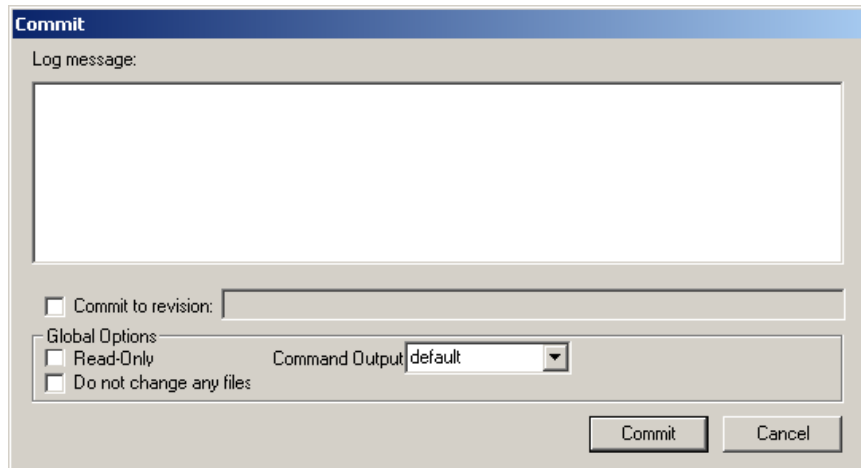 Commit
Log message:
Commit to revision:
Global Options
Read-Only Command Output default
Do not change any files
Commit Cancel